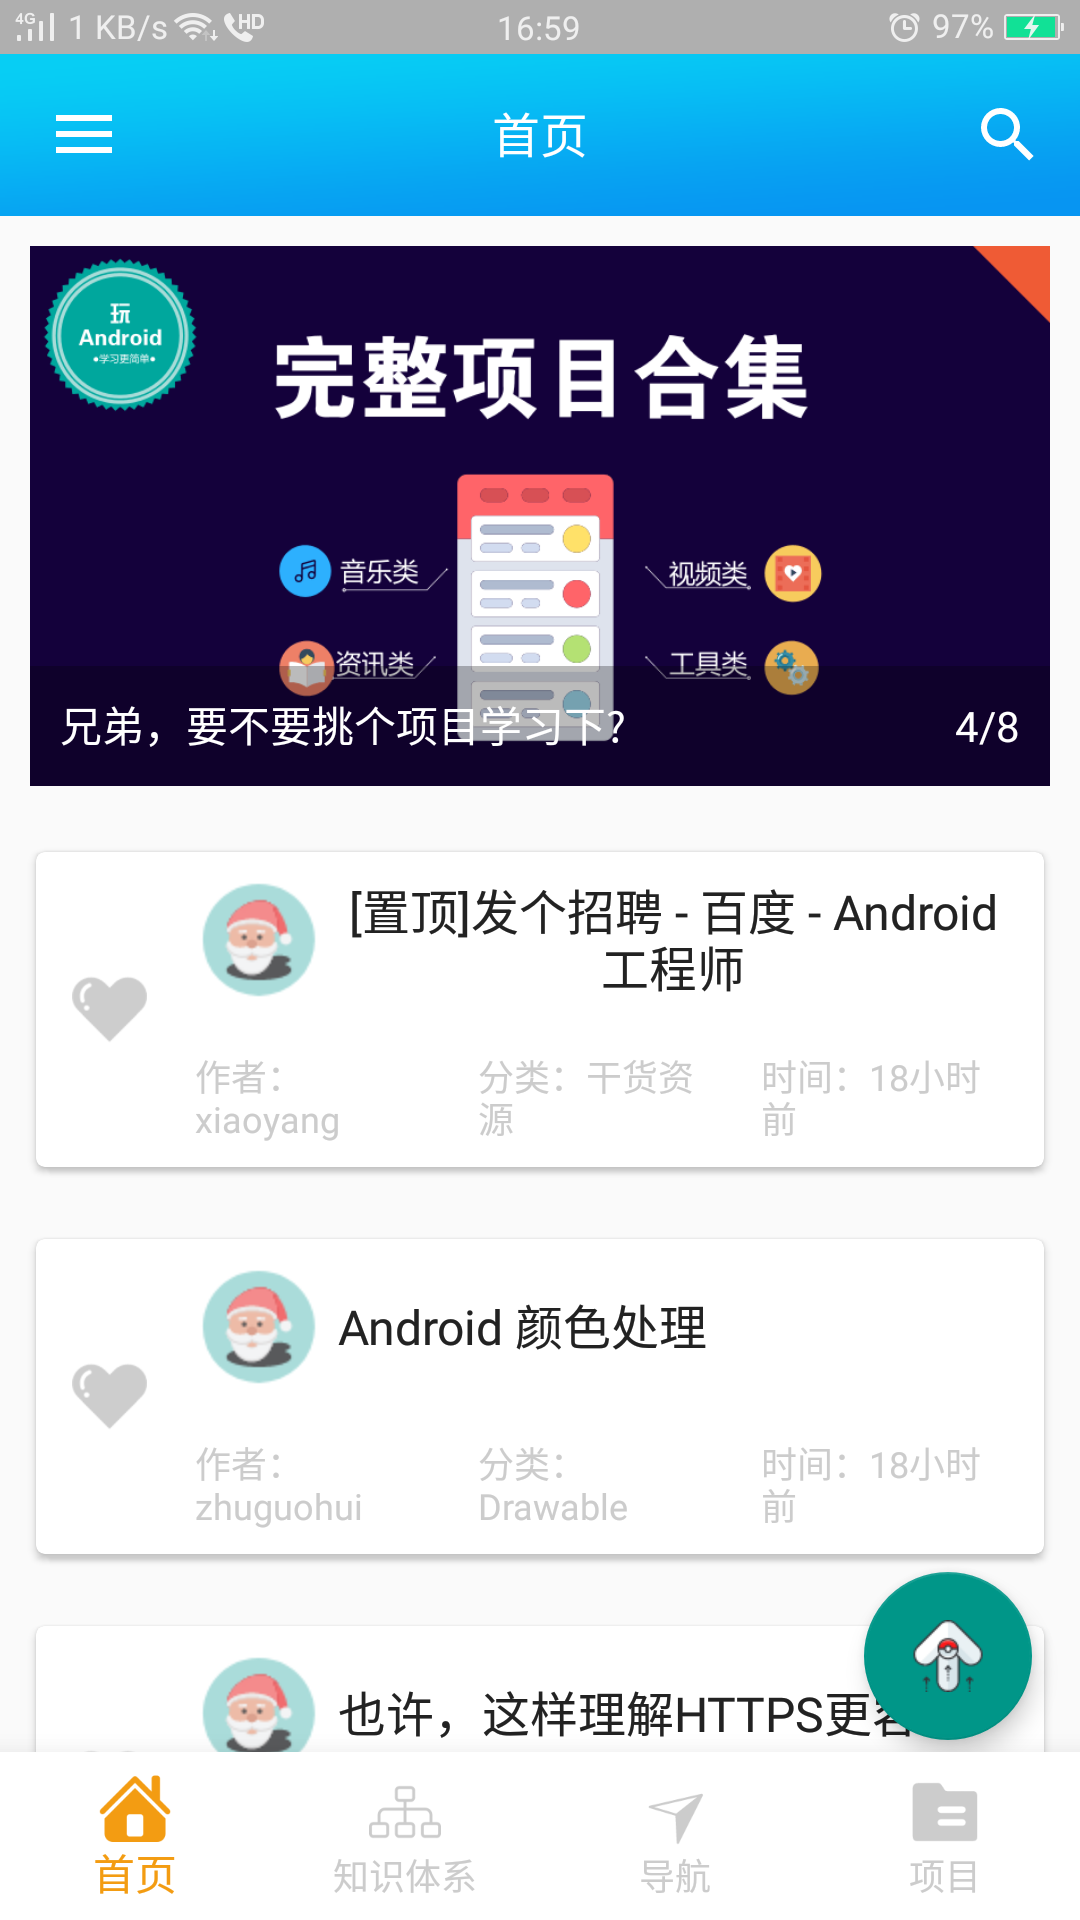 4G 1 KB/s HD 16:59 97%
首页
玩
Android
•学习更简单•
完整项目合集
音乐类 视频类
资讯类 工具类
兄弟，要不要挑个项目学习下? 4/8
[置顶]发个招聘 - 百度 - Android
工程师
作者： 分类：干货资 时间：18小时
xiaoyang 源 前
Android 颜色处理
作者： 分类： 时间：18小时
zhuguohui Drawable 前
也许，这样理解HTTPS更容
首页 知识体系 导航 项目